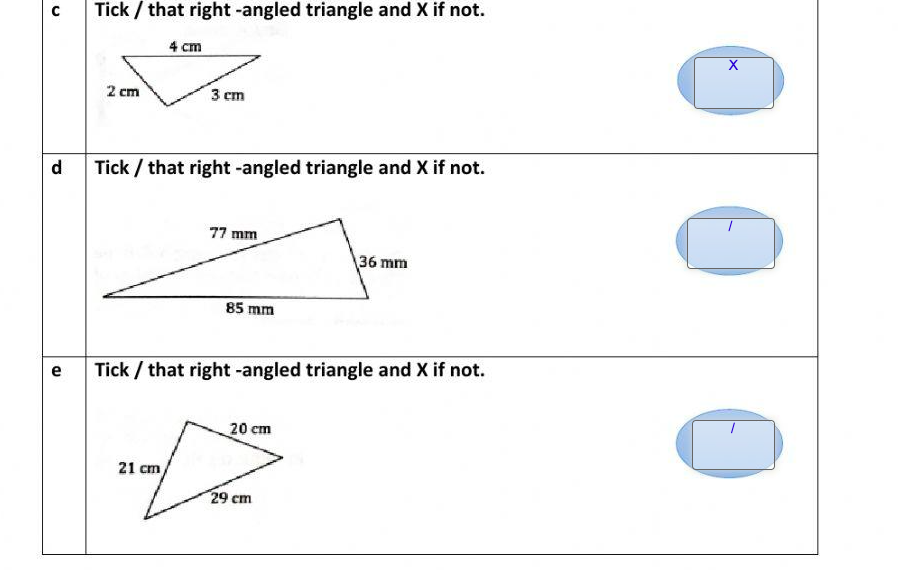 c Tick / that right -angled triangle and X if not.
4 cm
X
2 cm
3 cm
d Tick / that right -angled triangle and X if not.
/
77 mm
36 mm
85 mm
e Tick / that right -angled triangle and X if not.
20 cm
/
21 cm
29 cm